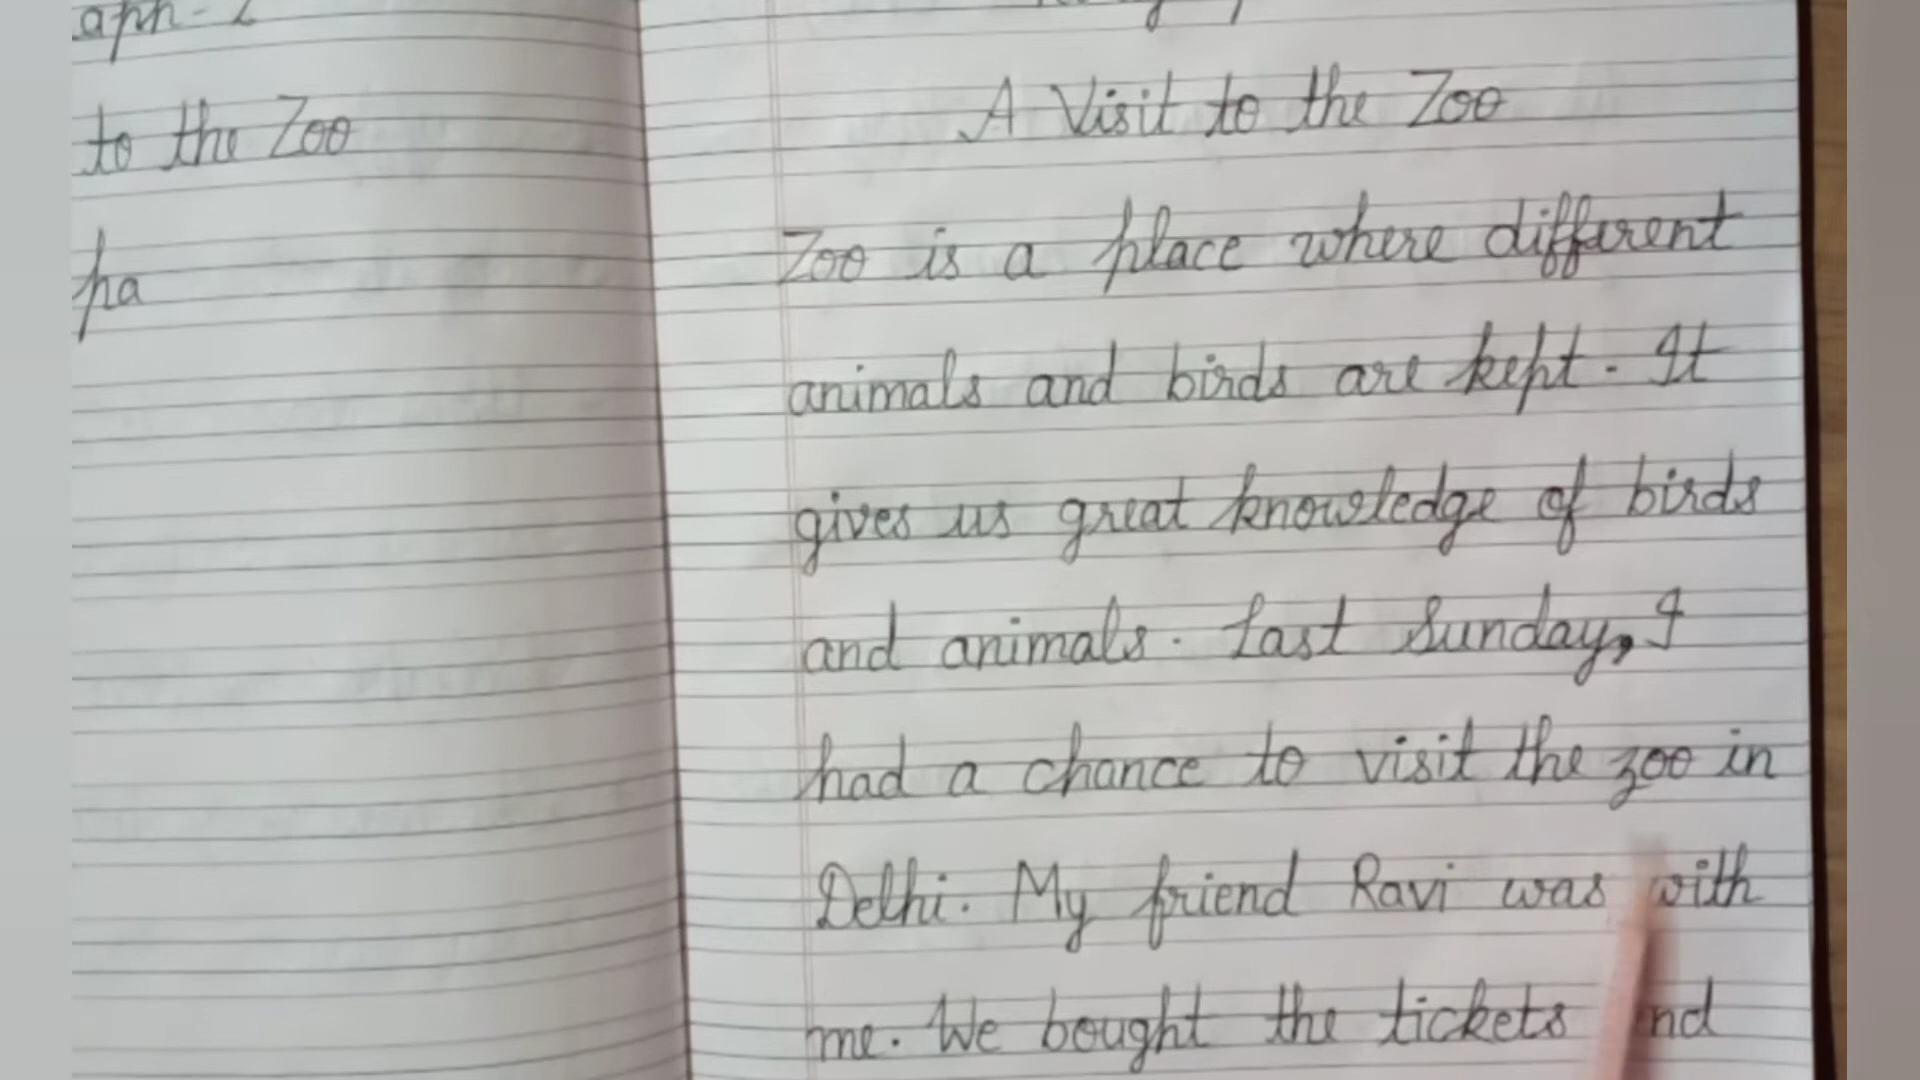 to the Zoo
pa
A Visit to the Zoo
Zoo is a place where different
animals and birds are kept. It
gives us great knowledge of birds
and animals. Last Sunday, I
had a chance to visit the zoo in
Delhi. My friend Ravi was with
me. We bought the tickets